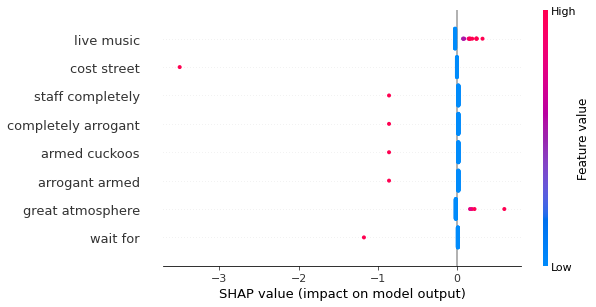 High
live music
cost street
staff completely
completely arrogant
armed cuckoos
arrogant armed
great atmosphere
wait for
Feature value
Low
−3
−2
−1
0
SHAP value (impact on model output)